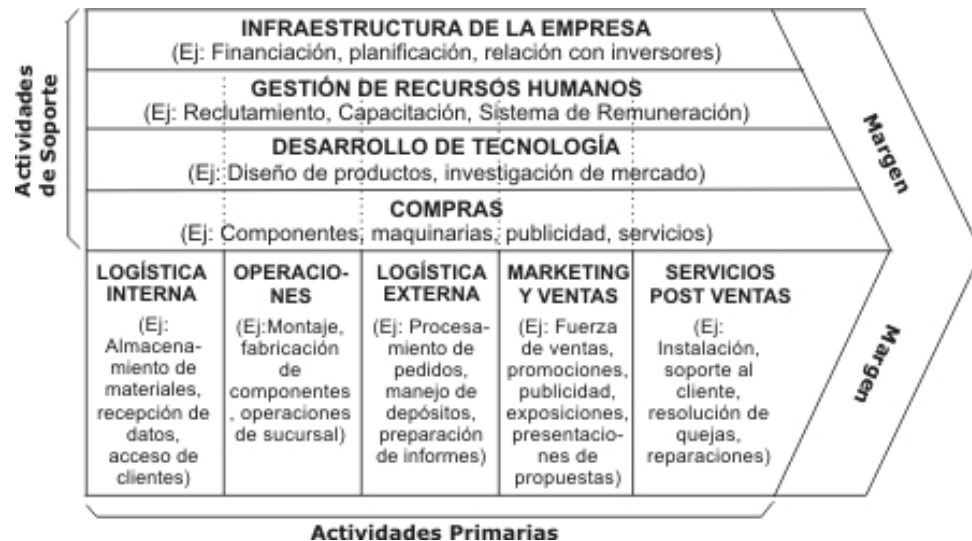 Actividades
de Soporte
INFRAESTRUCTURA DE LA EMPRESA
(Ej: Financiación, planificación, relación con inversores)
GESTIÓN DE RECURSOS HUMANOS
(Ej: Reclutamiento, Capacitación, Sistema de Remuneración)
DESARROLLO DE TECNOLOGÍA
(Ej: Diseño de productos, investigación de mercado)
COMPRAS
(Ej: Componentes, maquinarias, publicidad, servicios)
Margen
LOGÍSTICA
INTERNA
(Ej:
Almacena-
miento de
materiales,
recepción de
datos,
acceso de
clientes)
OPERACIO-
NES
(Ej:Montaje,
fabricación
de
componentes
, operaciones
de sucursal)
LOGÍSTICA
EXTERNA
(Ej: Procesa-
miento de
pedidos,
manejo de
depósitos,
preparación
de informes)
MARKETING
Y VENTAS
(Ej: Fuerza
de ventas,
promociones,
publicidad,
exposiciones,
presentacio-
nes de
propuestas)
SERVICIOS
POST VENTAS
(Ej:
Instalación,
soporte al
cliente,
resolución de
quejas,
reparaciones)
Margen
Actividades Primarias